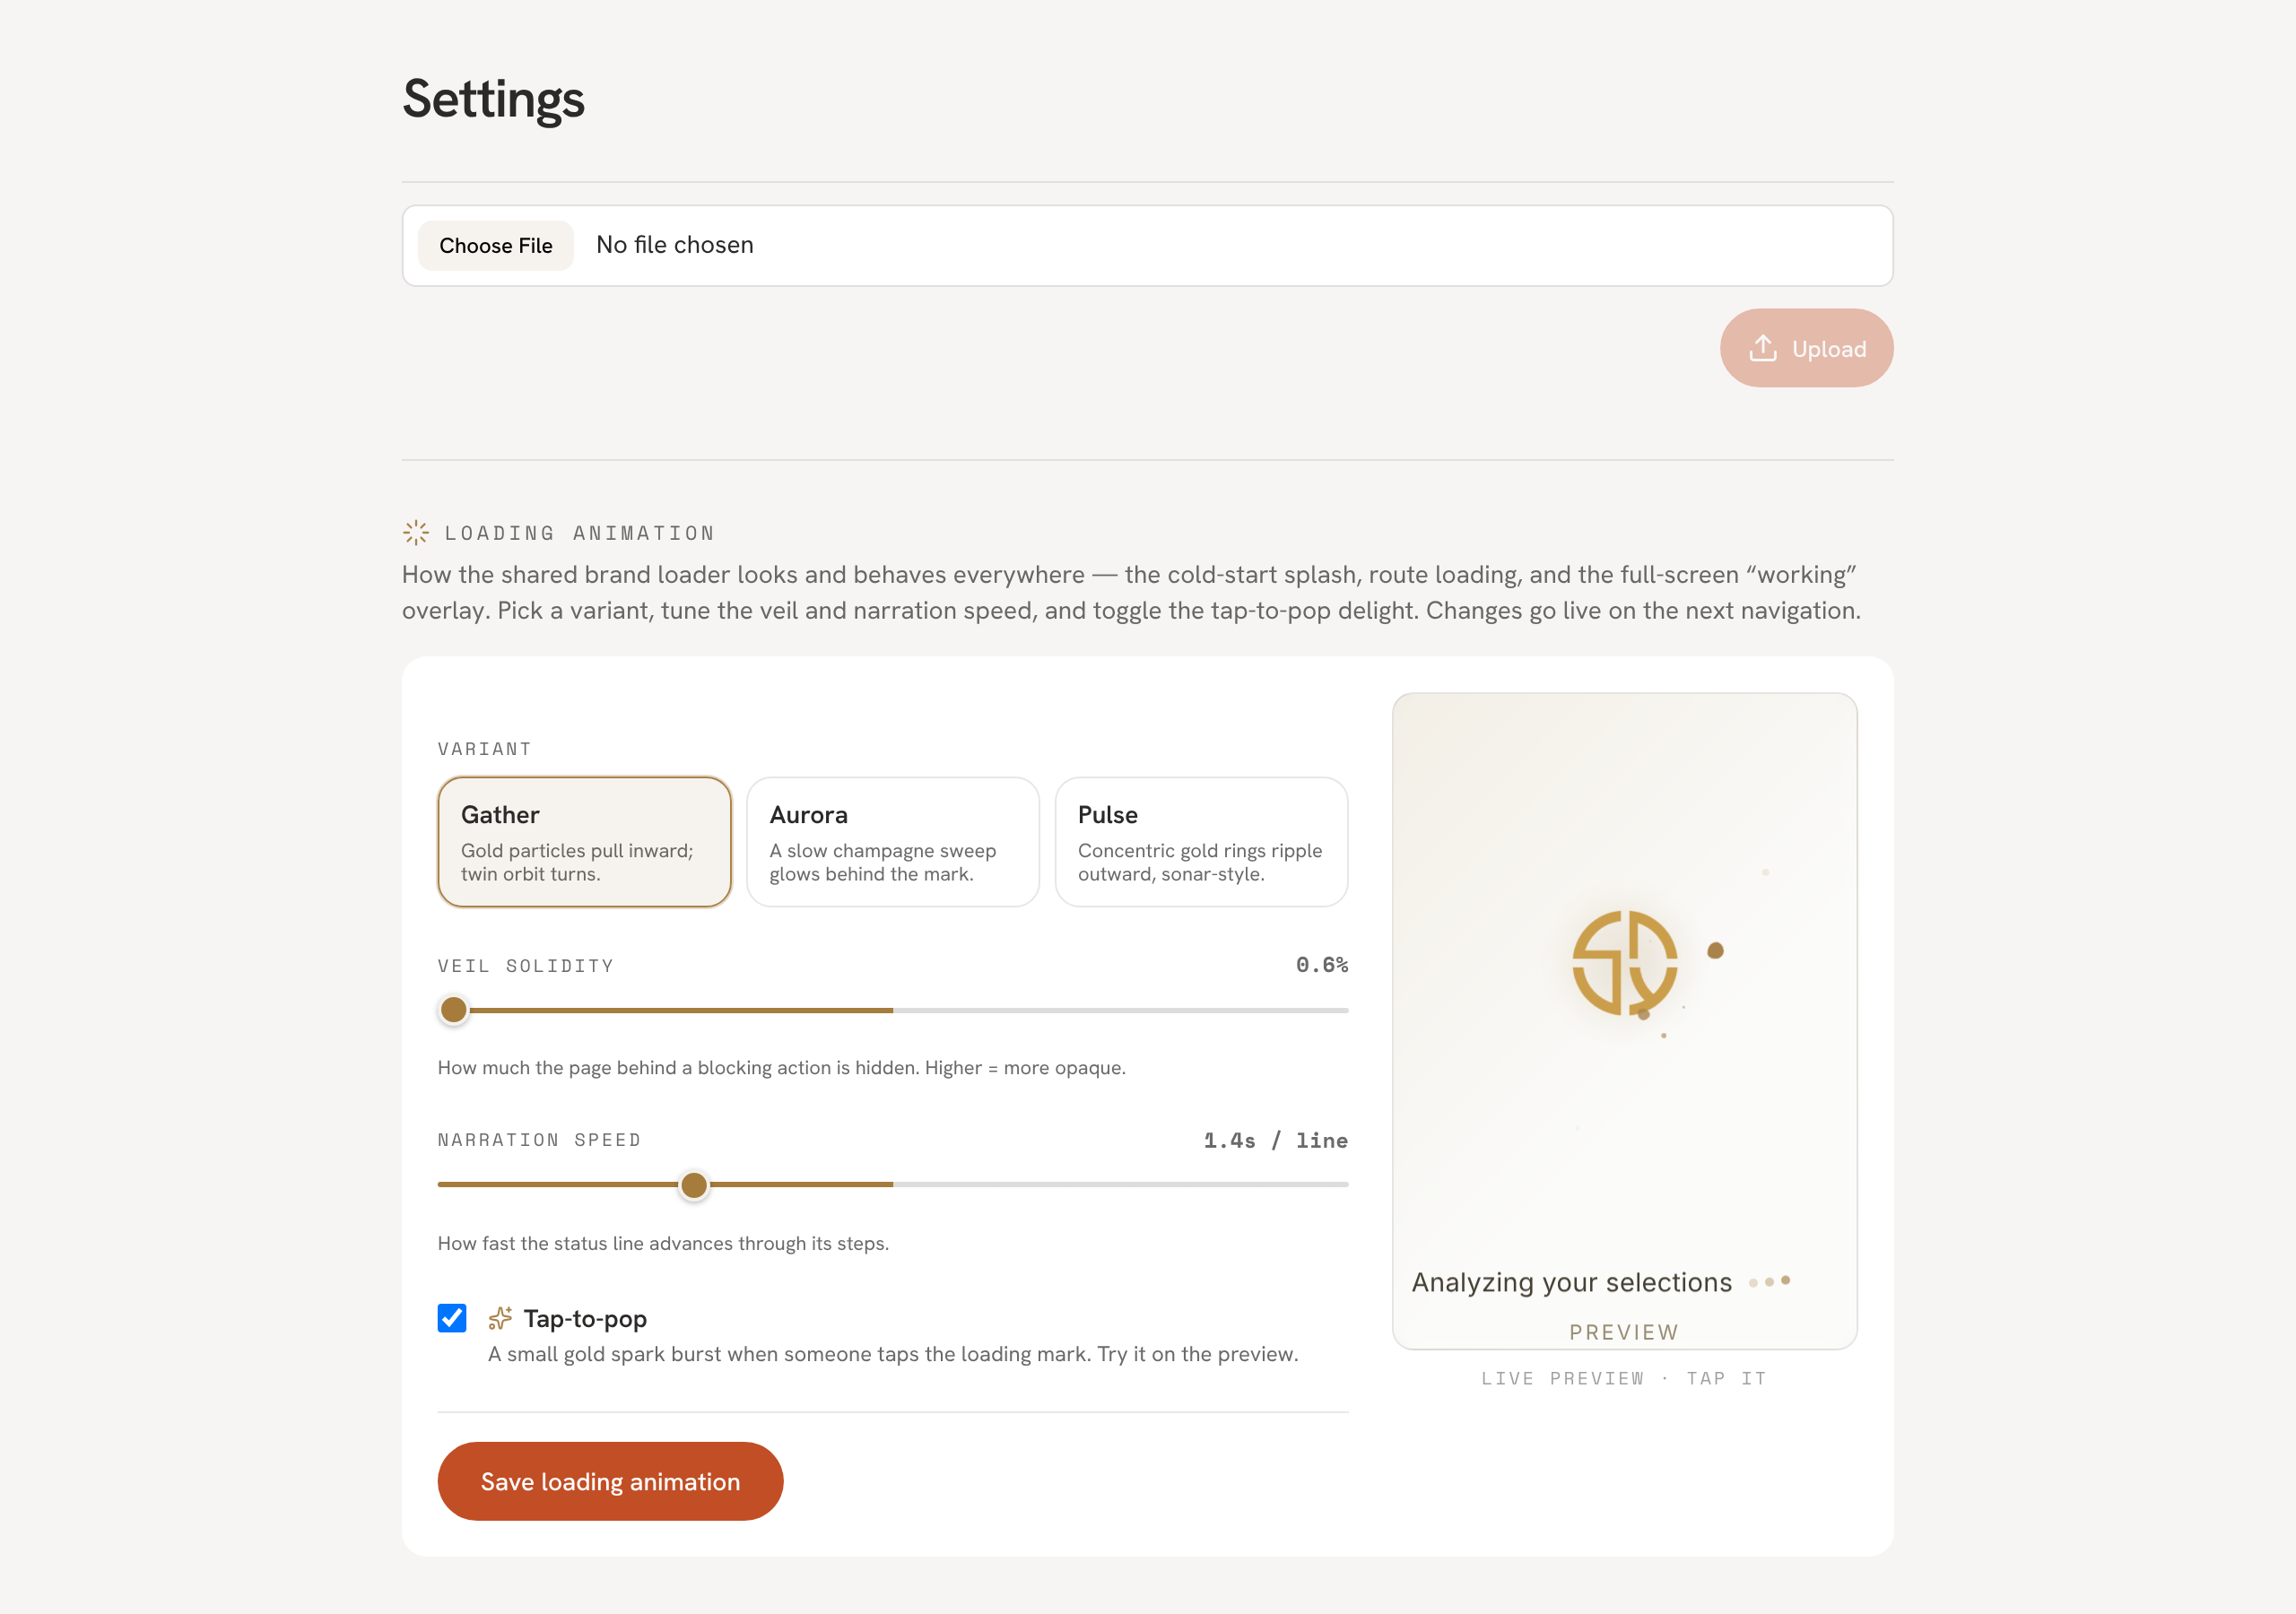 Settings
Choose File No file chosen
Upload
LOADING ANIMATION
How the shared brand loader looks and behaves everywhere — the cold-start splash, route loading, and the full-screen “working”
overlay. Pick a variant, tune the veil and narration speed, and toggle the tap-to-pop delight. Changes go live on the next navigation.
VARIANT
Gather
Gold particles pull inward;
twin orbit turns.
Aurora
A slow champagne sweep
glows behind the mark.
Pulse
Concentric gold rings ripple
outward, sonar-style.
VEIL SOLIDITY 0.6%
How much the page behind a blocking action is hidden. Higher = more opaque.
NARRATION SPEED 1.4s / line
How fast the status line advances through its steps.
Tap-to-pop
A small gold spark burst when someone taps the loading mark. Try it on the preview.
Save loading animation
Analyzing your selections
PREVIEW
LIVE PREVIEW · TAP IT